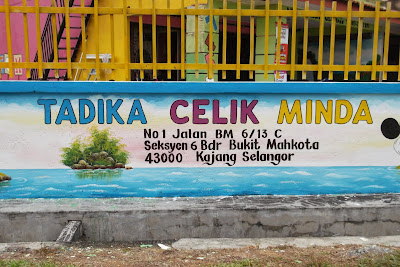 TADIKA CELIK MINDA
No 1 Jalan BM 6/13 C
Seksyen 6 Bdr Bukit Mahkota
43000 Kajang Selangor